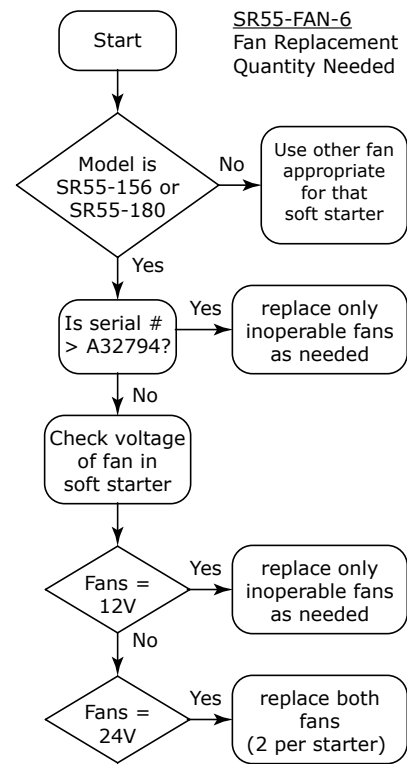 SR55-FAN-6
Fan Replacement
Quantity Needed
Start
Model is
SR55-156 or
SR55-180
No
Use other fan
appropriate
for that
soft starter
Yes
Is serial #
> A32794?
Yes
replace only
inoperable fans
as needed
No
Check voltage
of fan in
soft starter
Fans =
12V
Yes
replace only
inoperable fans
as needed
No
Fans =
24V
Yes
replace both
fans
(2 per starter)